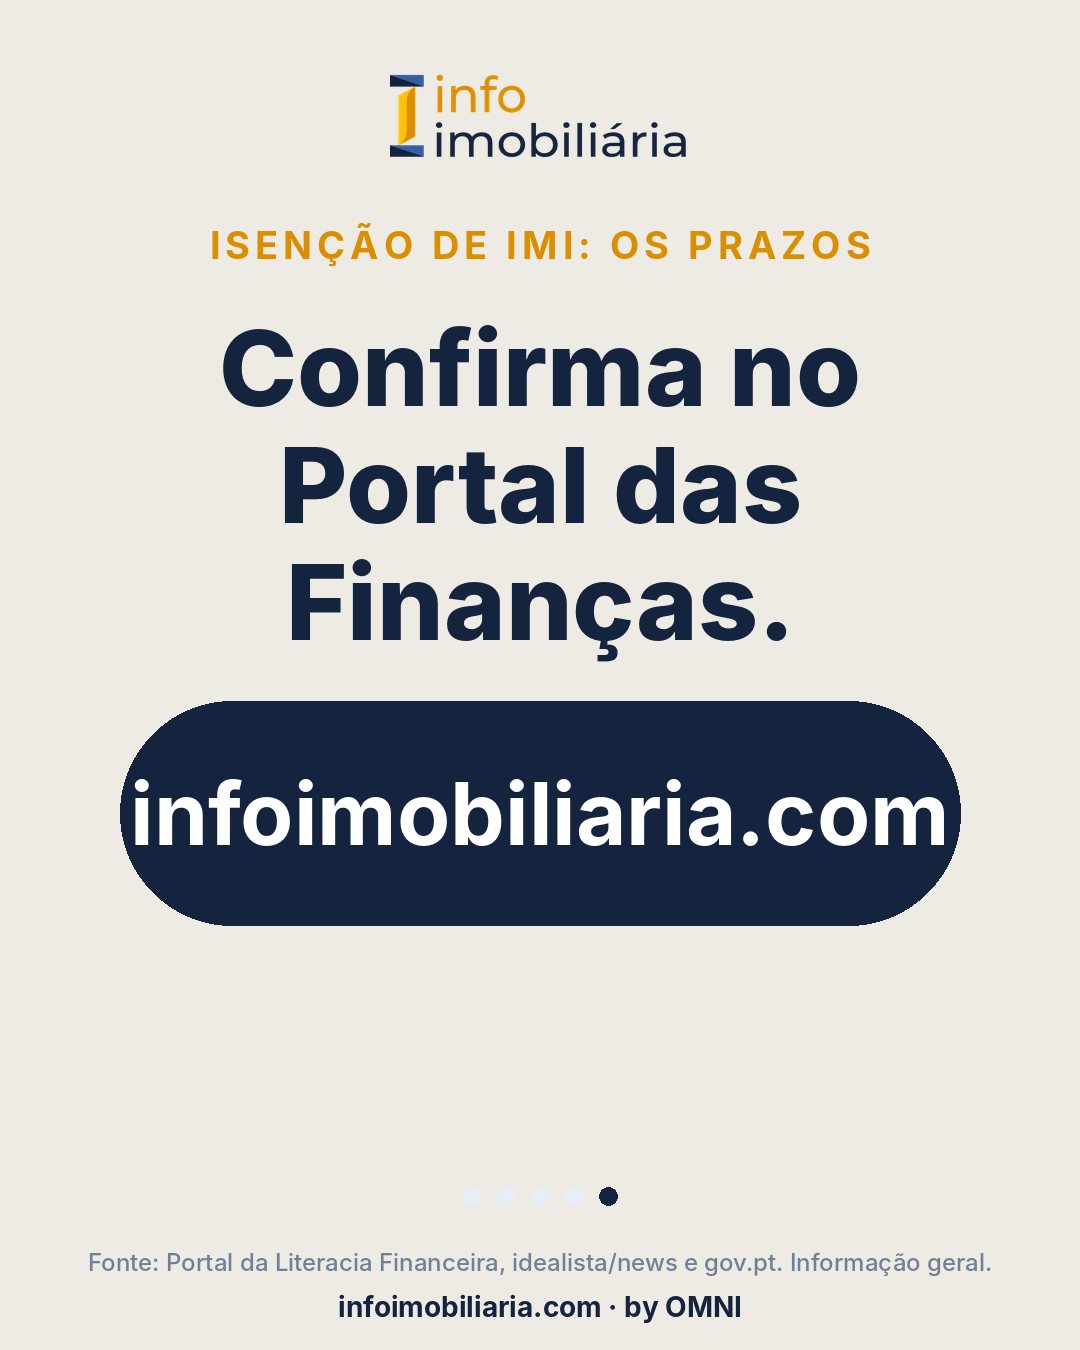 info
imobiliária
ISENÇÃO DE IMI: OS PRAZOS
Confirma no
Portal das
Finanças.
infoimobiliaria.com
Fonte: Portal da Literacia Financeira, idealista/news e gov.pt. Informação geral.
infoimobiliaria.com · by OMNI